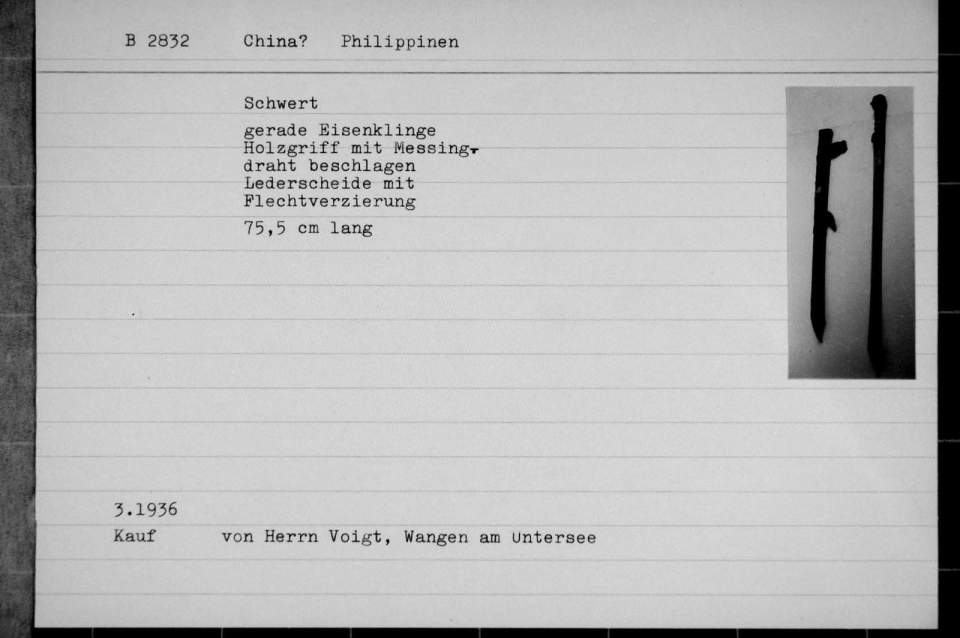 B 2832 China? Philippinen
Schwert
gerade Eisenklinge
Holzgriff mit Messing-
draht beschlagen
Lederscheide mit
Flechtverzierung
75,5 cm lang
3.1936
Kauf von Herrn Voigt, Wangen am Untersee